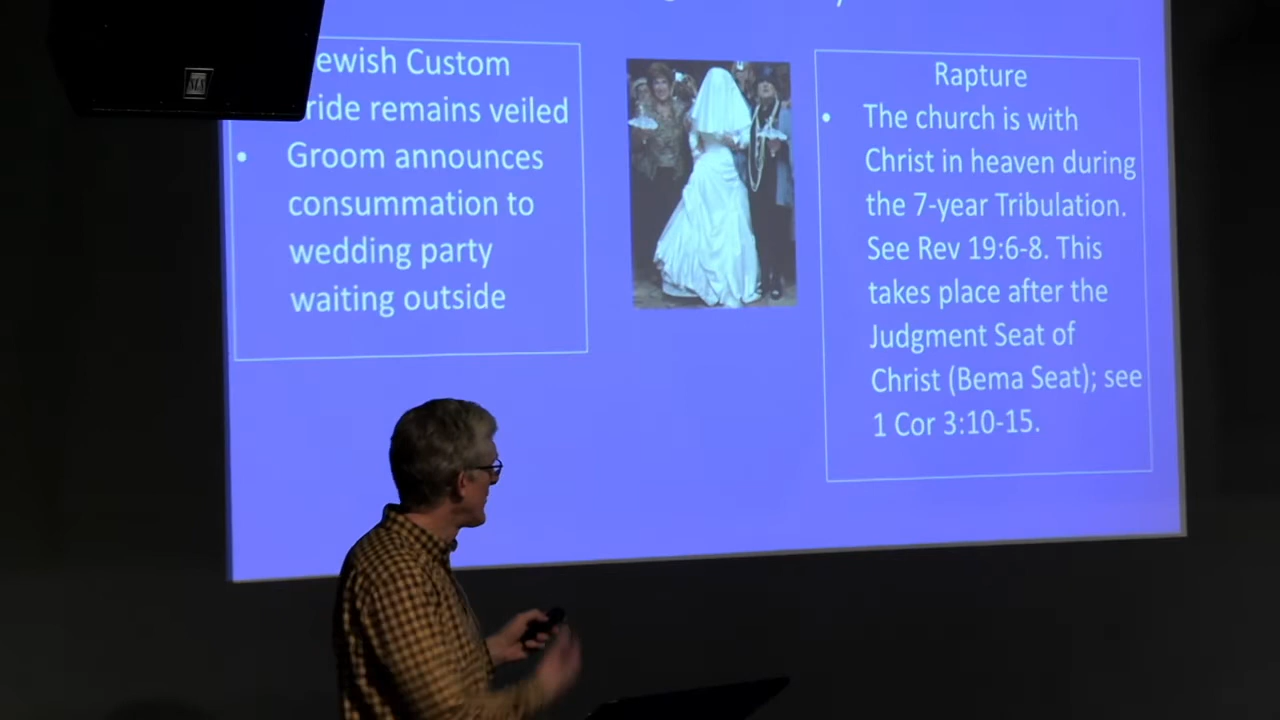 ewish Custom
ride remains veiled
• Groom announces
consummation to
wedding party
waiting outside
Rapture
• The church is with
Christ in heaven during
the 7-year Tribulation.
See Rev 19:6-8. This
takes place after the
Judgment Seat of
Christ (Bema Seat); see
1 Cor 3:10-15.